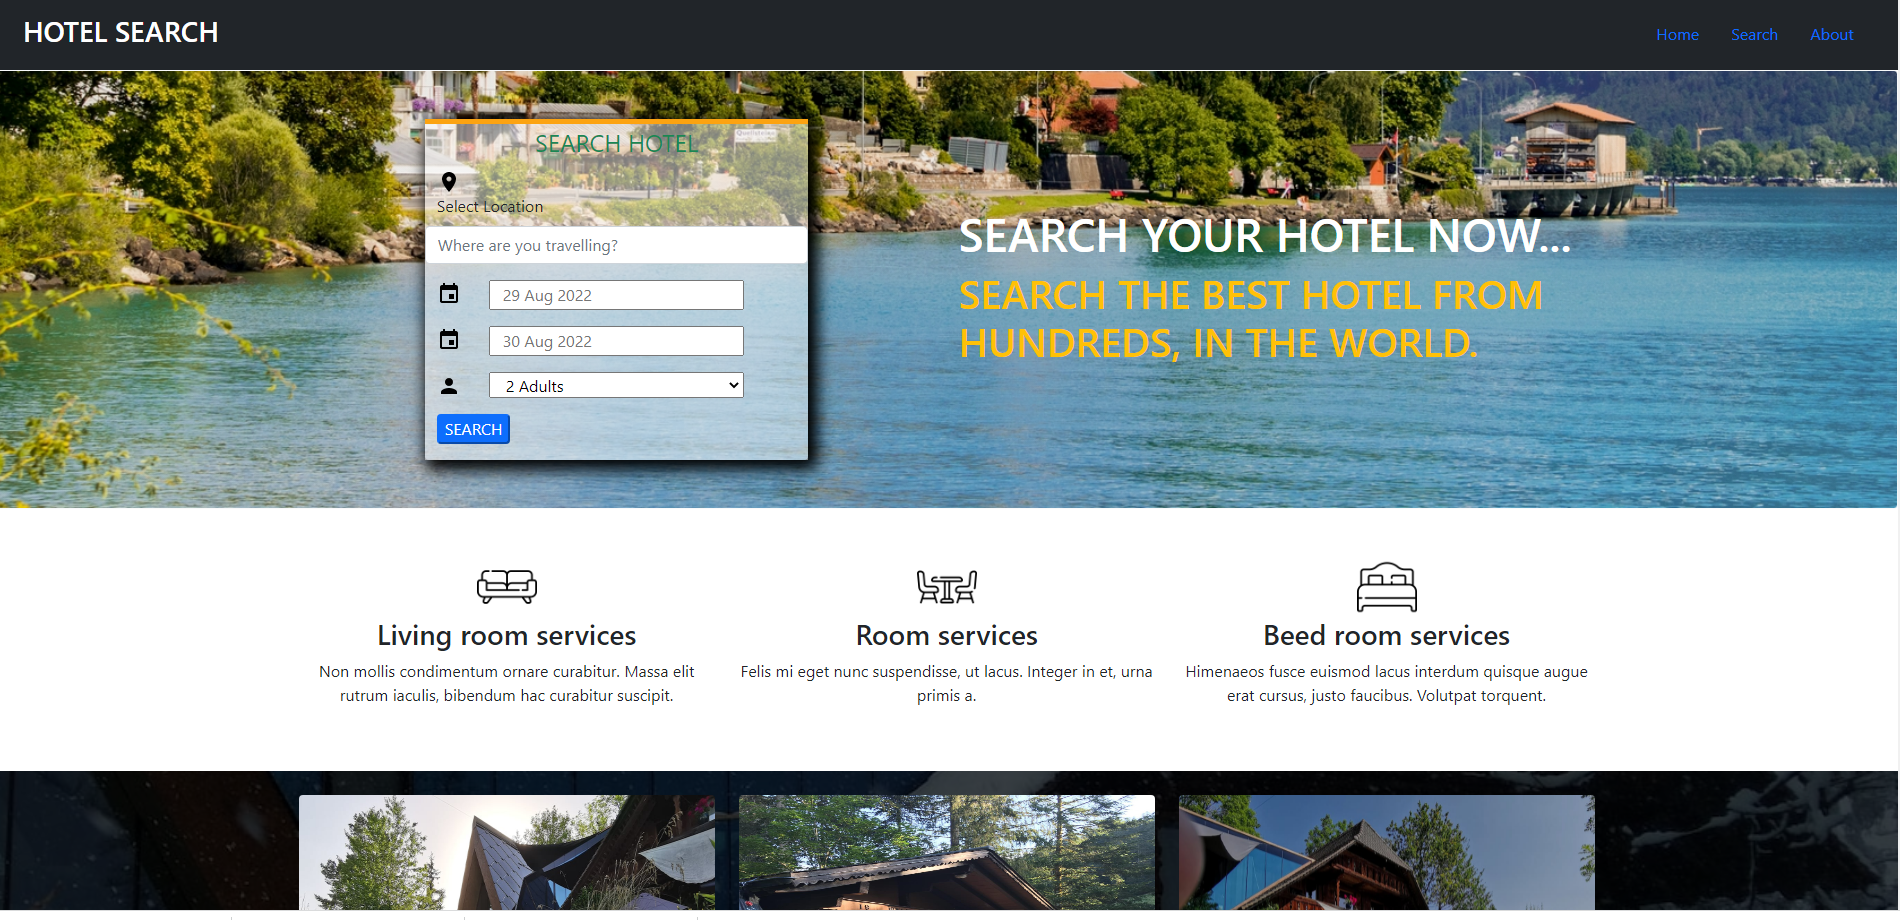 HOTEL SEARCH
Home
Search
About
SEARCH HOTEL
Select Location
Where are you travelling?
29 Aug 2022
30 Aug 2022
2 Adults
SEARCH
SEARCH YOUR HOTEL NOW...
SEARCH THE BEST HOTEL FROM
HUNDREDS, IN THE WORLD.
Living room services
Non mollis condimentum ornare curabitur. Massa elit
rutrum iaculis, bibendum hac curabitur suscipit.
Room services
Felis mi eget nunc suspendisse, ut lacus. Integer in et, urna
primis a.
Beed room services
Himenaeos fusce euismod lacus interdum quisque augue
erat cursus, justo faucibus. Volutpat torquent.